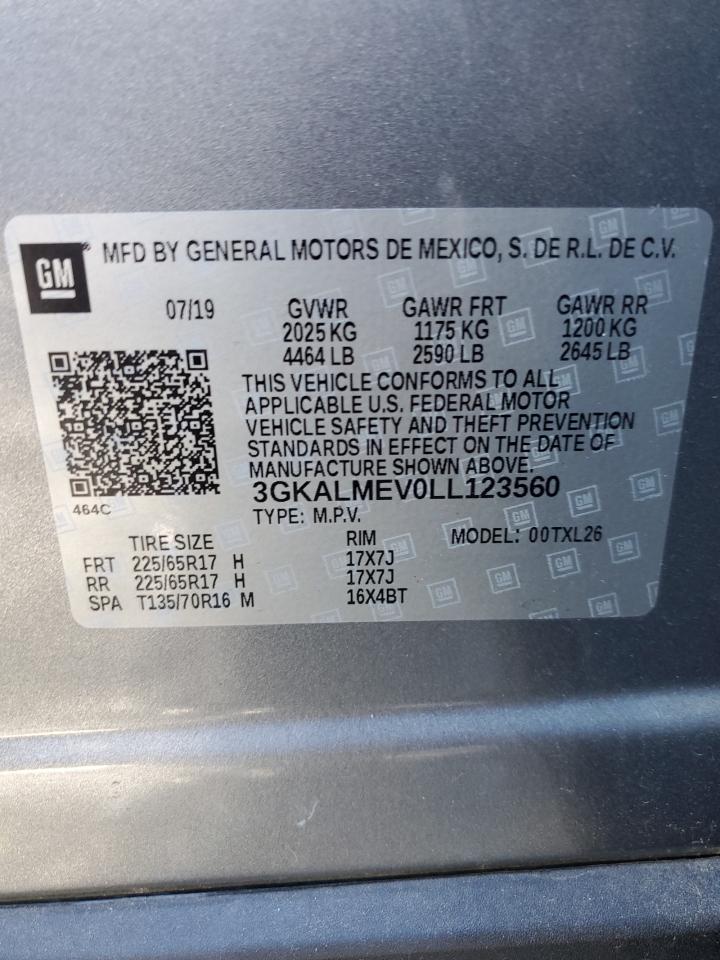 GM® MFD BY GENERAL MOTORS DE MEXICO, S. DE R.L. DE C.V.
07/19 GVWR GAWR FRT GAWR RR
2025 KG 1175 KG 1200 KG
4464 LB 2590 LB 2645 LB
THIS VEHICLE CONFORMS TO ALL
APPLICABLE U.S. FEDERAL MOTOR
VEHICLE SAFETY AND THEFT PREVENTION
STANDARDS IN EFFECT ON THE DATE OF
MANUFACTURE SHOWN ABOVE.
3GKALMEV0LL123560
464C
TYPE: M.P.V.
TIRE SIZE RIM MODEL: 00TXL26
FRT 225/65R17 H 17X7J
RR 225/65R17 H 17X7J
SPA T135/70R16 M 16X4BT